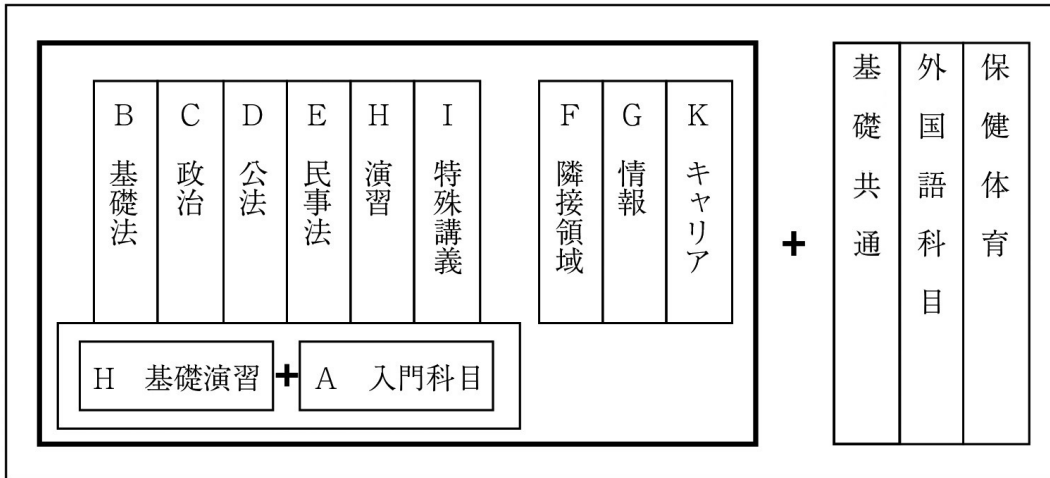 B 基礎法
C 政治
D 公法
E 民事法
H 演習
I 特殊講義
F 隣接領域
G 情報
K キャリア
H 基礎演習
+
A 入門科目
+
基礎共通
外国語科目
保健体育